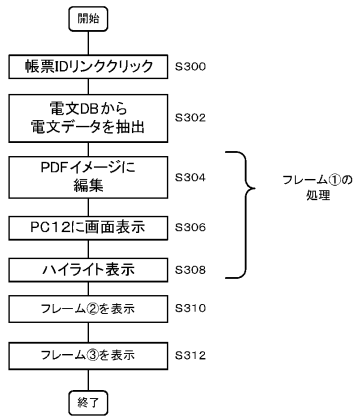 開始
帳票IDリンククリック S300
電文DBから
電文データを抽出 S302
PDFイメージに
編集 S304
フレーム①の
処理
PC12に画面表示 S306
ハイライト表示 S308
フレーム②を表示 S310
フレーム③を表示 S312
終了